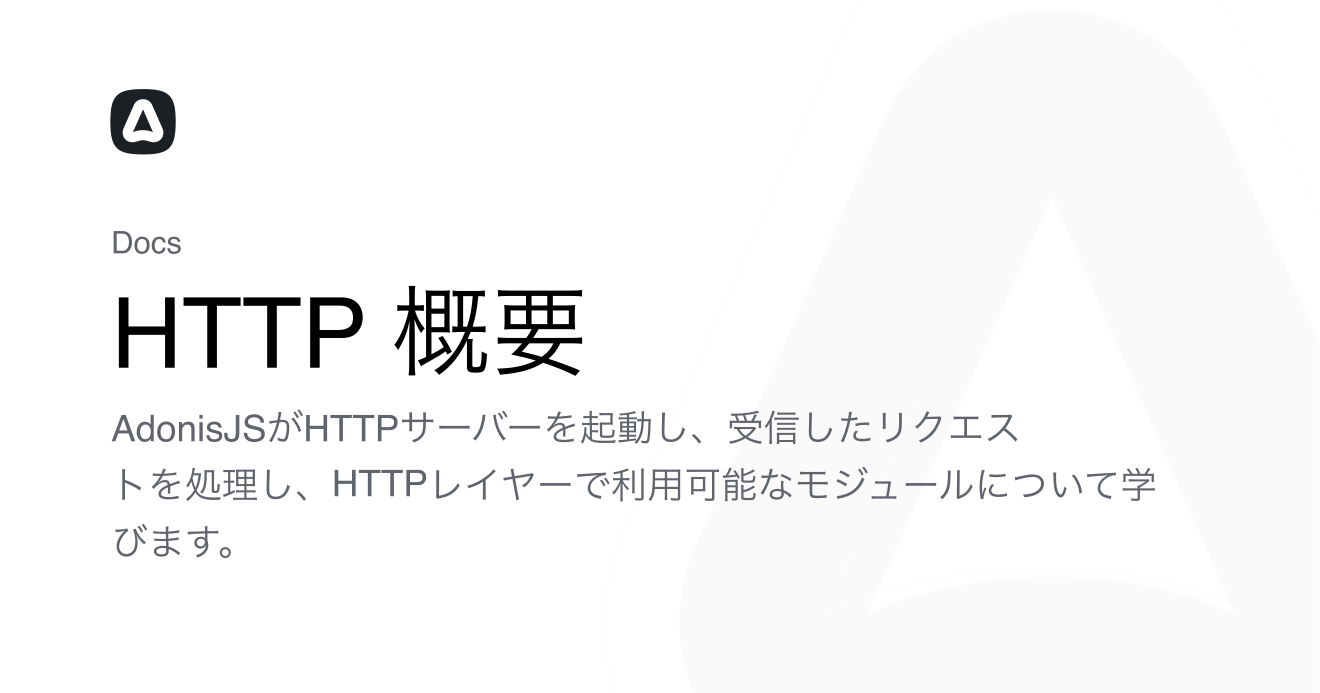 Docs
HTTP 概要
AdonisJSがHTTPサーバーを起動し、受信したリクエス
トを処理し、HTTPレイヤーで利用可能なモジュールについて学
びます。